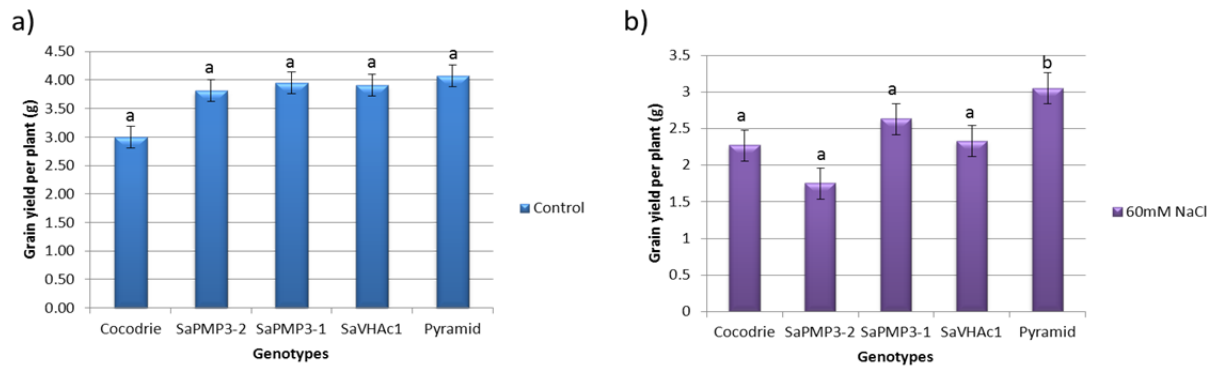 a)
Grain yield per plant (g)
4.50
4.00
3.50
3.00
2.50
2.00
1.50
1.00
0.50
0.00
a a a a a
Cocodrie SaPMP3-2 SaPMP3-1 SaVHAc1 Pyramid
Genotypes
Control
b)
Grain yield per plant (g)
3.5
3
2.5
2
1.5
1
0.5
0
a a a a b
Cocodrie SaPMP3-2 SaPMP3-1 SaVHAc1 Pyramid
Genotypes
60mM NaCl